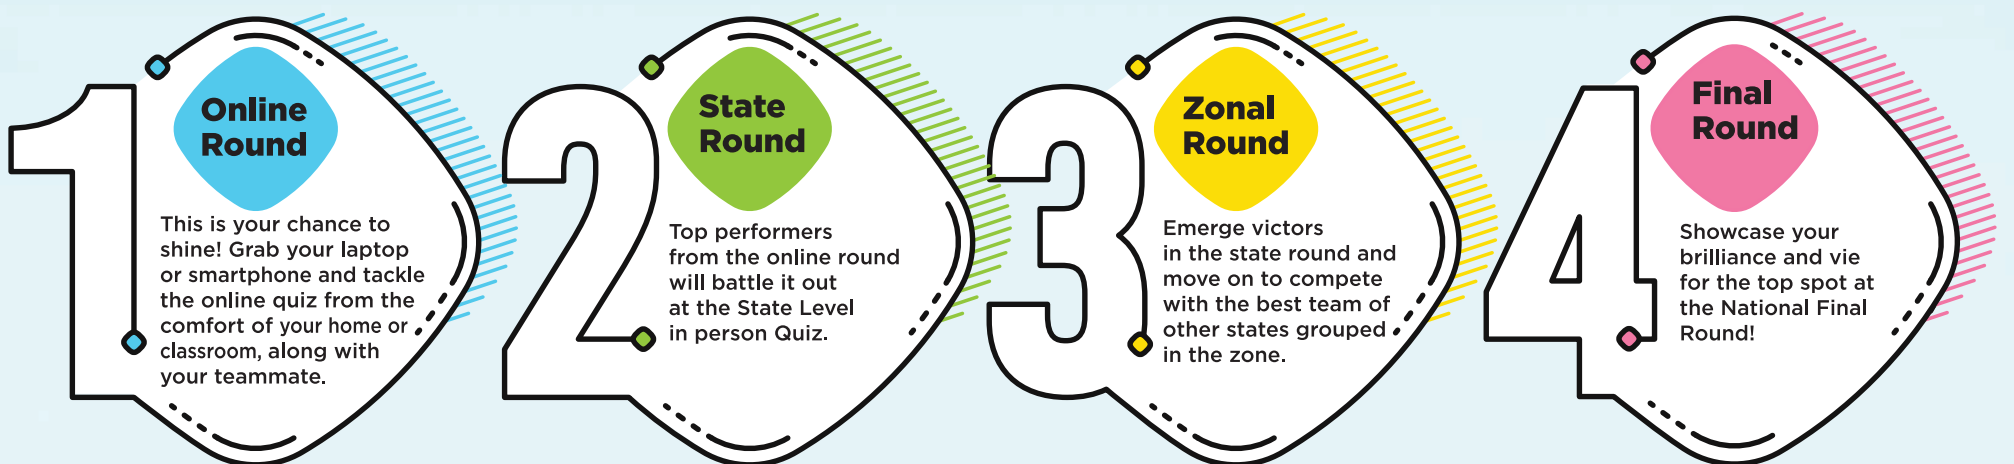 1
Online
Round
This is your chance to
shine! Grab your laptop
or smartphone and tackle
the online quiz from the
comfort of your home or
classroom, along with
your teammate.
2
State
Round
Top performers
from the online round
will battle it out
at the State Level
in person Quiz.
3
Zonal
Round
Emerge victors
in the state round and
move on to compete
with the best team of
other states grouped
in the zone.
4
Final
Round
Showcase your
brilliance and vie
for the top spot at
the National Final
Round!